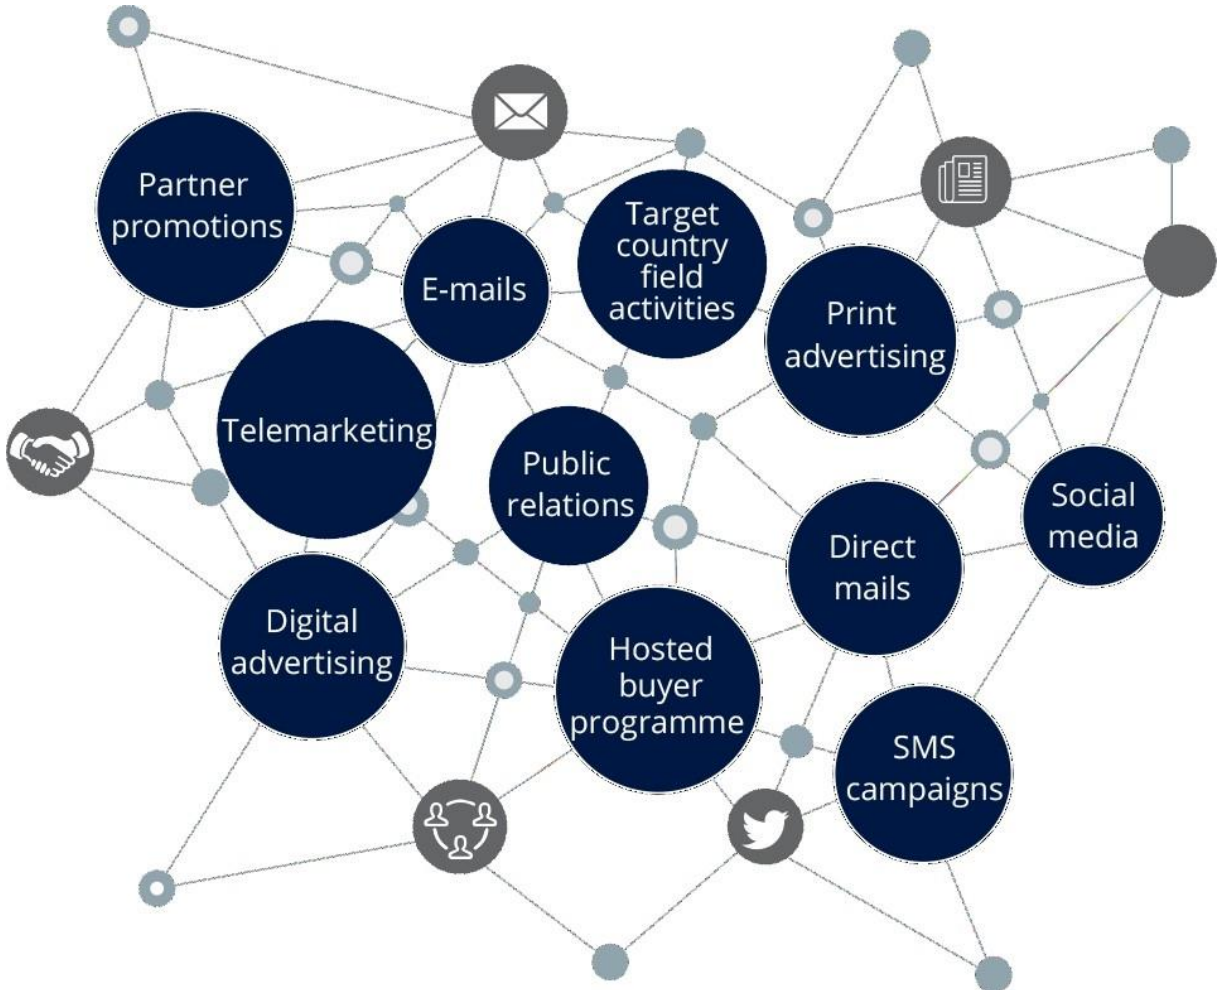 Partner
promotions
E-mails
Target
country
field
activities
Print
advertising
Telemarketing
Public
relations
Social
media
Direct
mails
Digital
advertising
Hosted
buyer
programme
SMS
campaigns